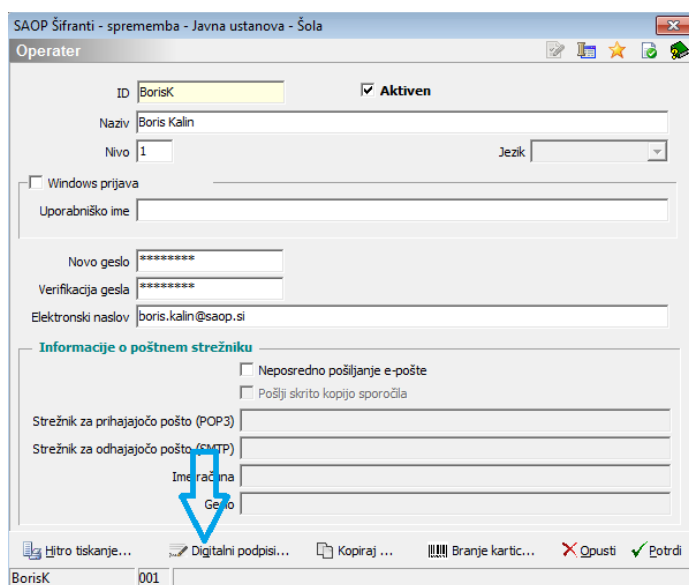 SAOP Šifranti - sprememba - Javna ustanova - Šola
Operater
ID BorisK Aktiven
Naziv Boris Kalin
Nivo 1 Jezik
Windows prijava
Uporabniško ime
Novo geslo ********
Verifikacija gesla ********
Elektronski naslov boris.kalin@saop.si
Informacije o poštnem strežniku
Neposredno pošiljanje e-pošte
Pošlji skrito kopijo sporočila
Strežnik za prihajajočo pošto (POP3)
Strežnik za odhajajočo pošto (SMTP)
Ime računa
Geslo
Hitro tiskanje... Digitalni podpisi... Kopiraj ... Branje kartic... Opusti Potrdi
BorisK 001